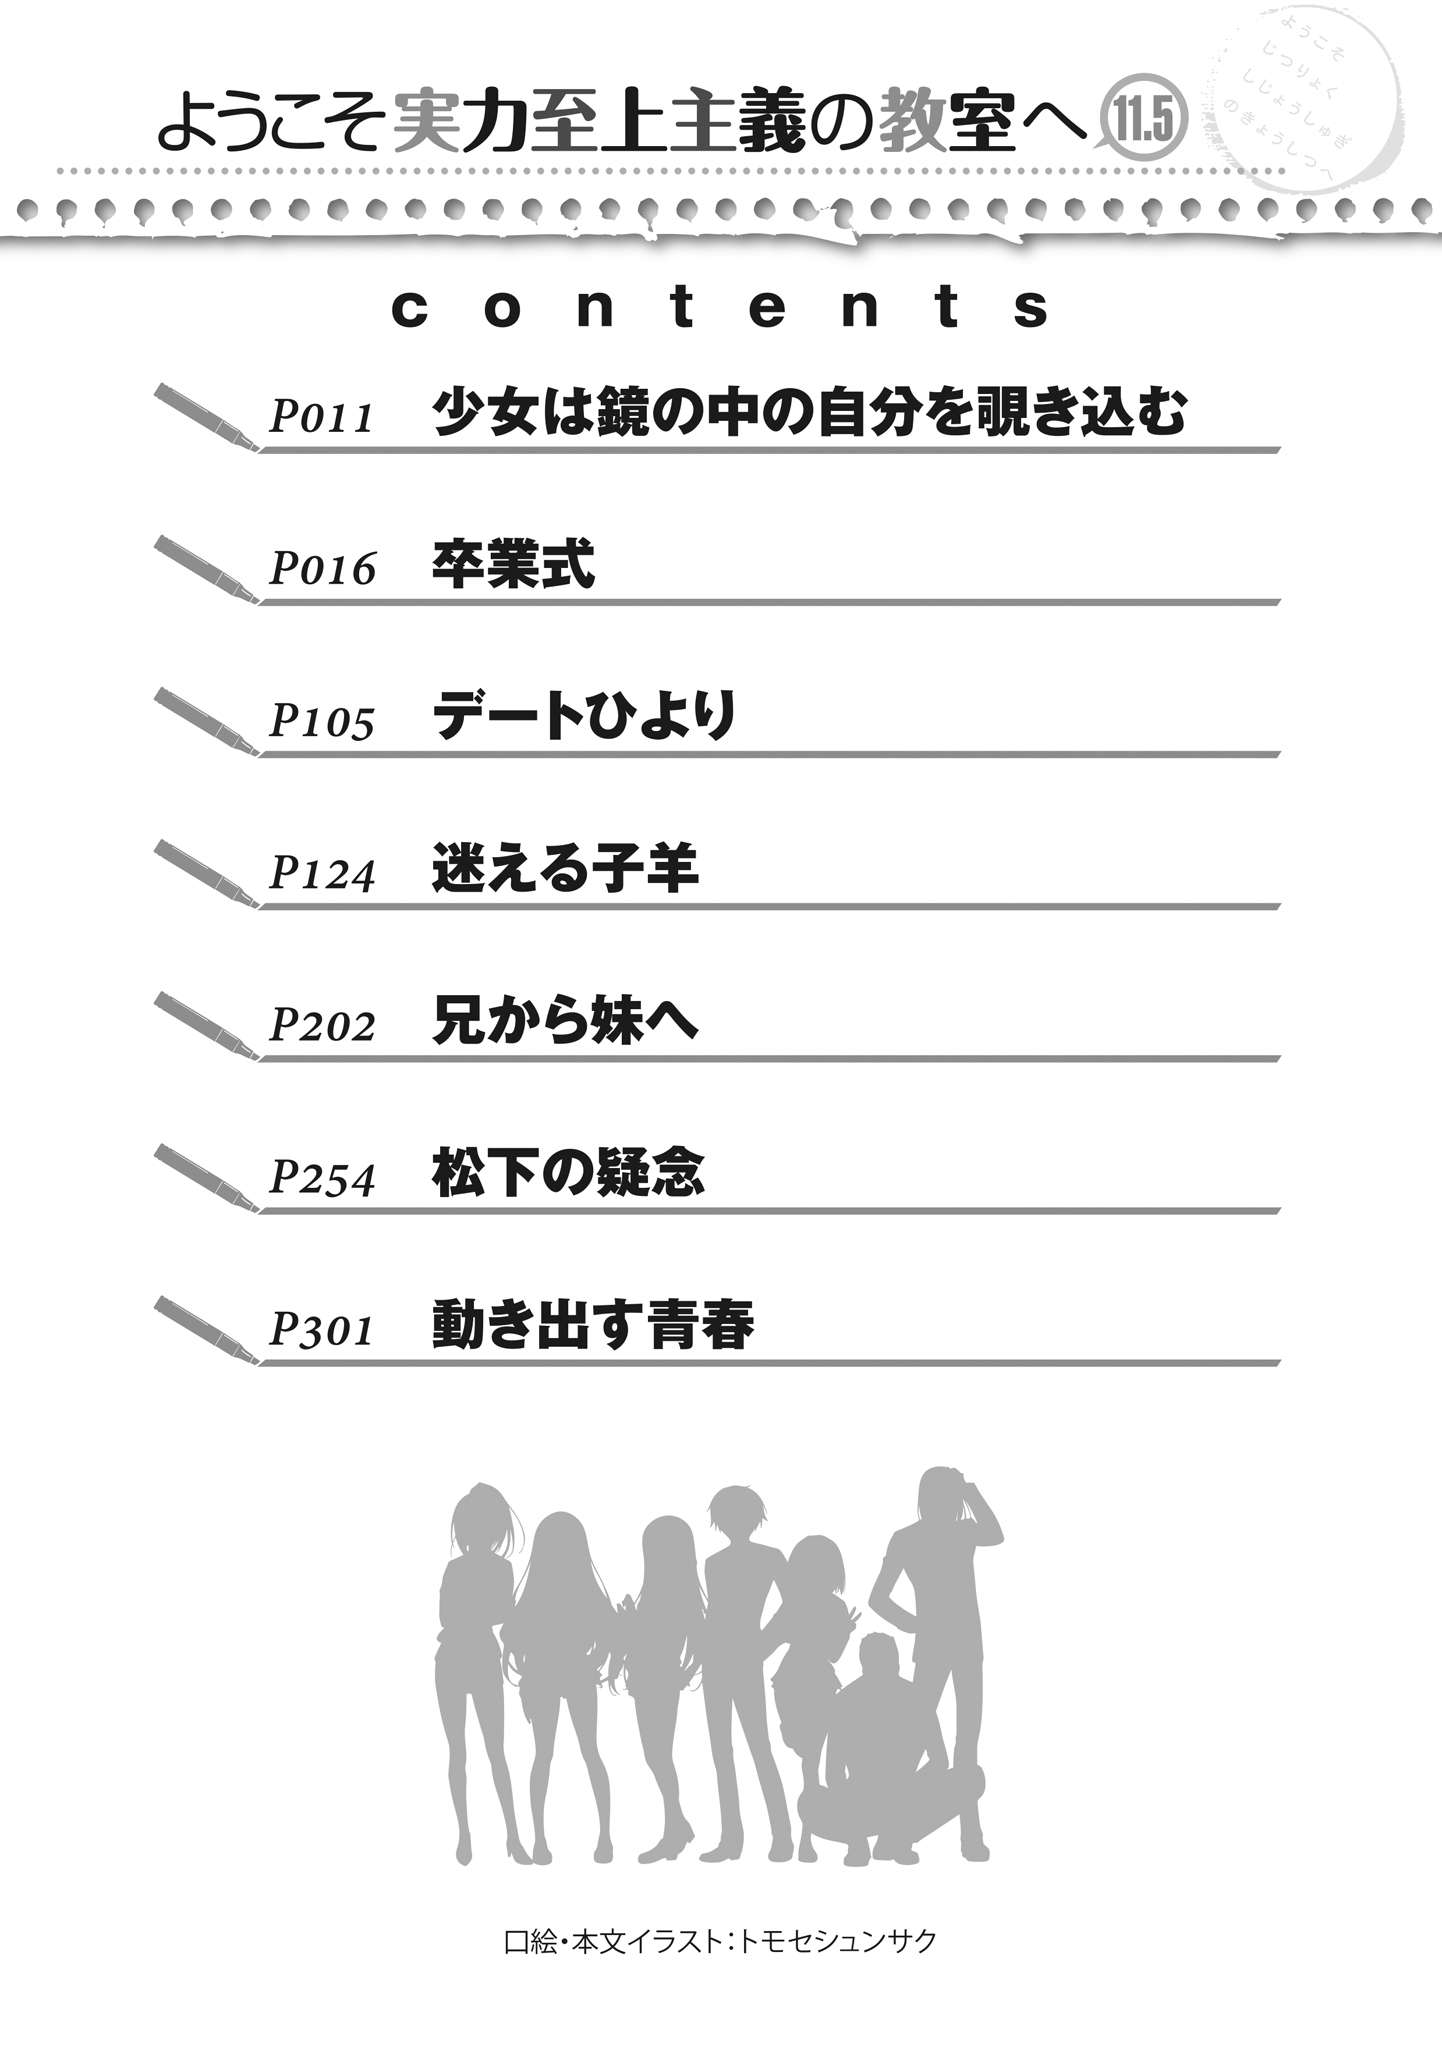 ようこそ実力至上主義の教室へ 11.5
ようこそ
じつりょく
しじょうしゅぎ
のきょうしつへ
contents
P011 少女は鏡の中の自分を覗き込む
P016 卒業式
P105 デートひより
P124 迷える子羊
P202 兄から妹へ
P254 松下の疑念
P301 動き出す青春
口絵・本文イラスト：トモセシュンサク